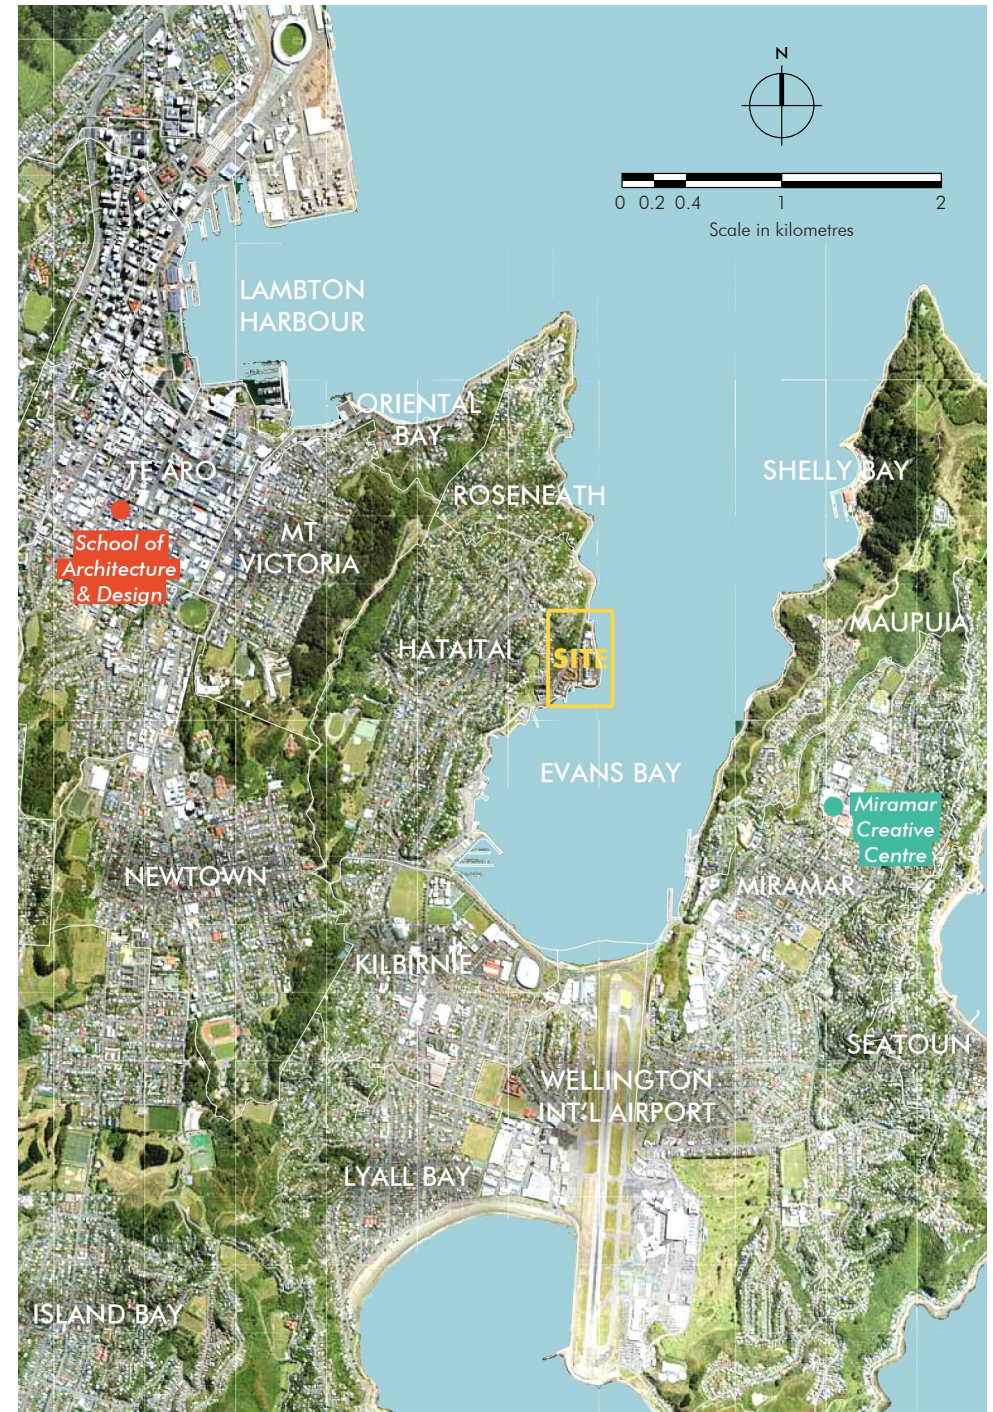 N
0 0.2 0.4 1 2
Scale in kilometres
LAMBTON
HARBOUR
ORIENTAL
BAY
TE ARO
ROSENEATH
SHELLY BAY
MT
VICTORIA
School of
Architecture
& Design
HATAITAI
SITE
MAUPUIA
EVANS BAY
Miramar
Creative
Centre
NEWTOWN
MIRAMAR
KILBIRNIE
SEATOUN
WELLINGTON
INT'L AIRPORT
LYALL BAY
ISLAND BAY